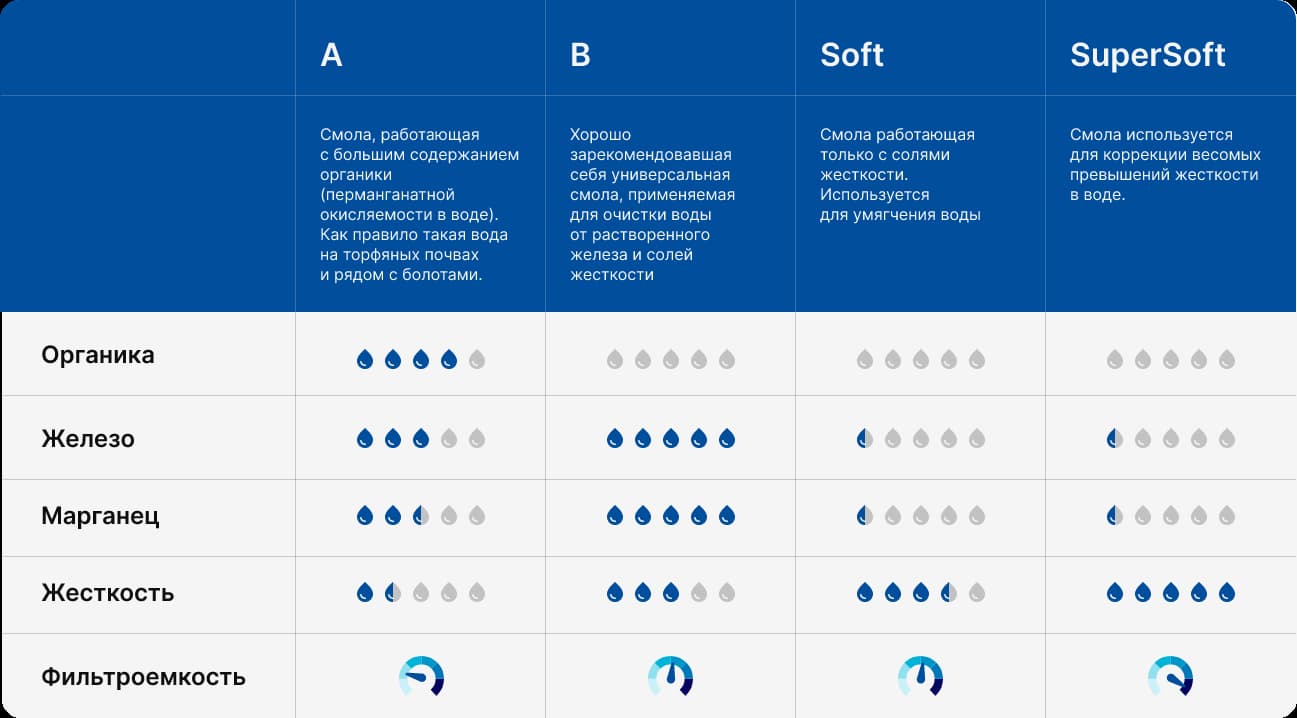 A
B
Soft
SuperSoft
Смола, работающая
с большим содержанием
органики
(перманганатной
окисляемости в воде).
Как правило такая вода
на торфяных почвах
и рядом с болотами.
Хорошо
зарекомендовавшая
себя универсальная
смола, применяемая
для очистки воды
от растворенного
железа и солей
жесткости
Смола работающая
только с солями
жесткости.
Используется
для умягчения воды
Смола используется
для коррекции весомых
превышений жесткости
в воде.
Органика
Железо
Марганец
Жесткость
Фильтроемкость